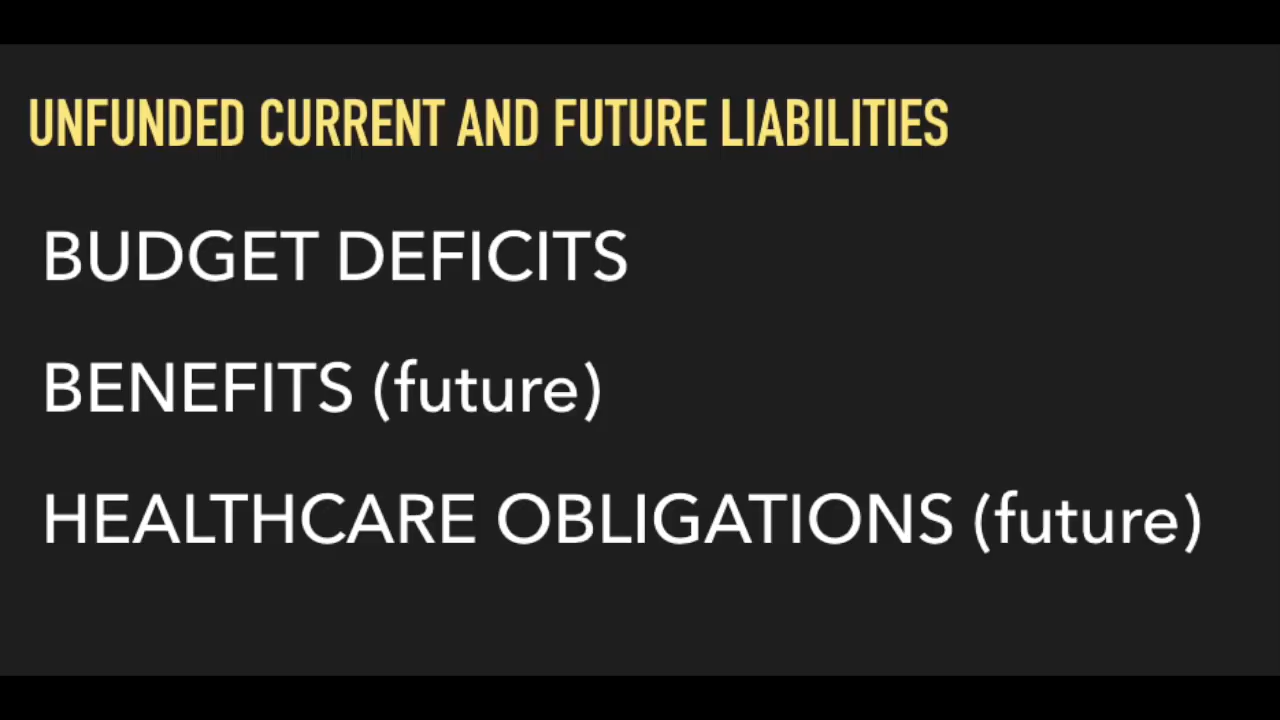 UNFUNDED CURRENT AND FUTURE LIABILITIES
BUDGET DEFICITS
BENEFITS (future)
HEALTHCARE OBLIGATIONS (future)